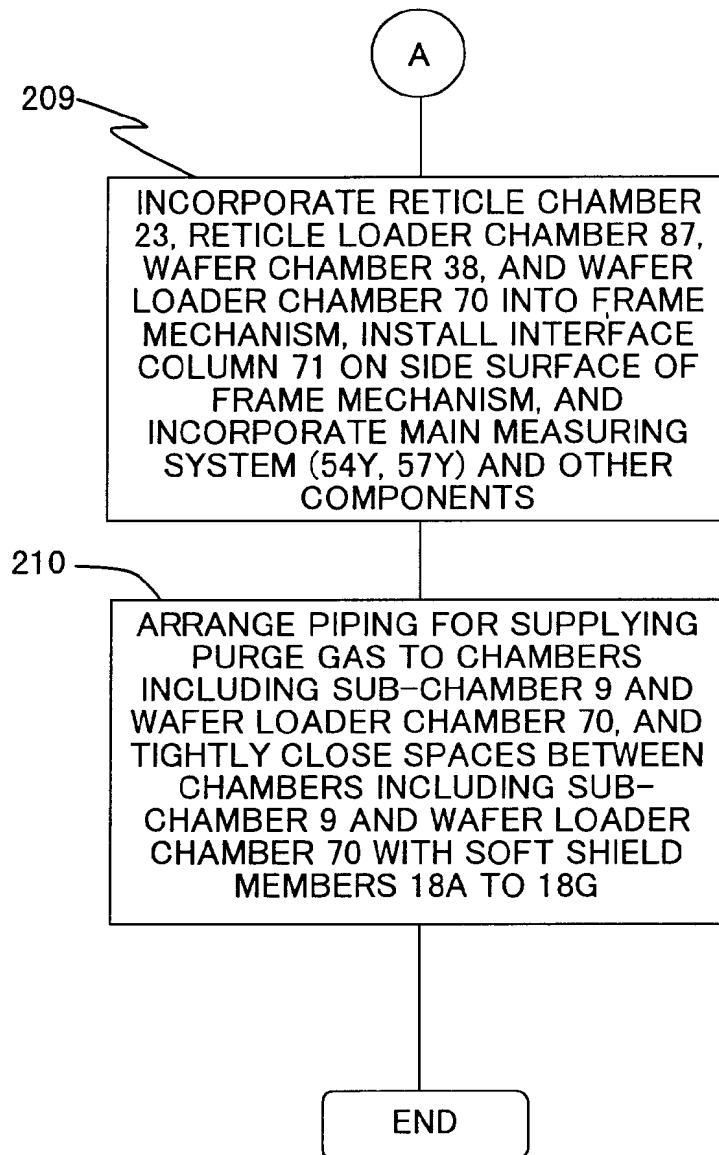 A
209
INCORPORATE RETICLE CHAMBER
23, RETICLE LOADER CHAMBER 87,
WAFER CHAMBER 38, AND WAFER
LOADER CHAMBER 70 INTO FRAME
MECHANISM, INSTALL INTERFACE
COLUMN 71 ON SIDE SURFACE OF
FRAME MECHANISM, AND
INCORPORATE MAIN MEASURING
SYSTEM (54Y, 57Y) AND OTHER
COMPONENTS
210
ARRANGE PIPING FOR SUPPLYING
PURGE GAS TO CHAMBERS
INCLUDING SUB-CHAMBER 9 AND
WAFER LOADER CHAMBER 70, AND
TIGHTLY CLOSE SPACES BETWEEN
CHAMBERS INCLUDING SUB-
CHAMBER 9 AND WAFER LOADER
CHAMBER 70 WITH SOFT SHIELD
MEMBERS 18A TO 18G
END